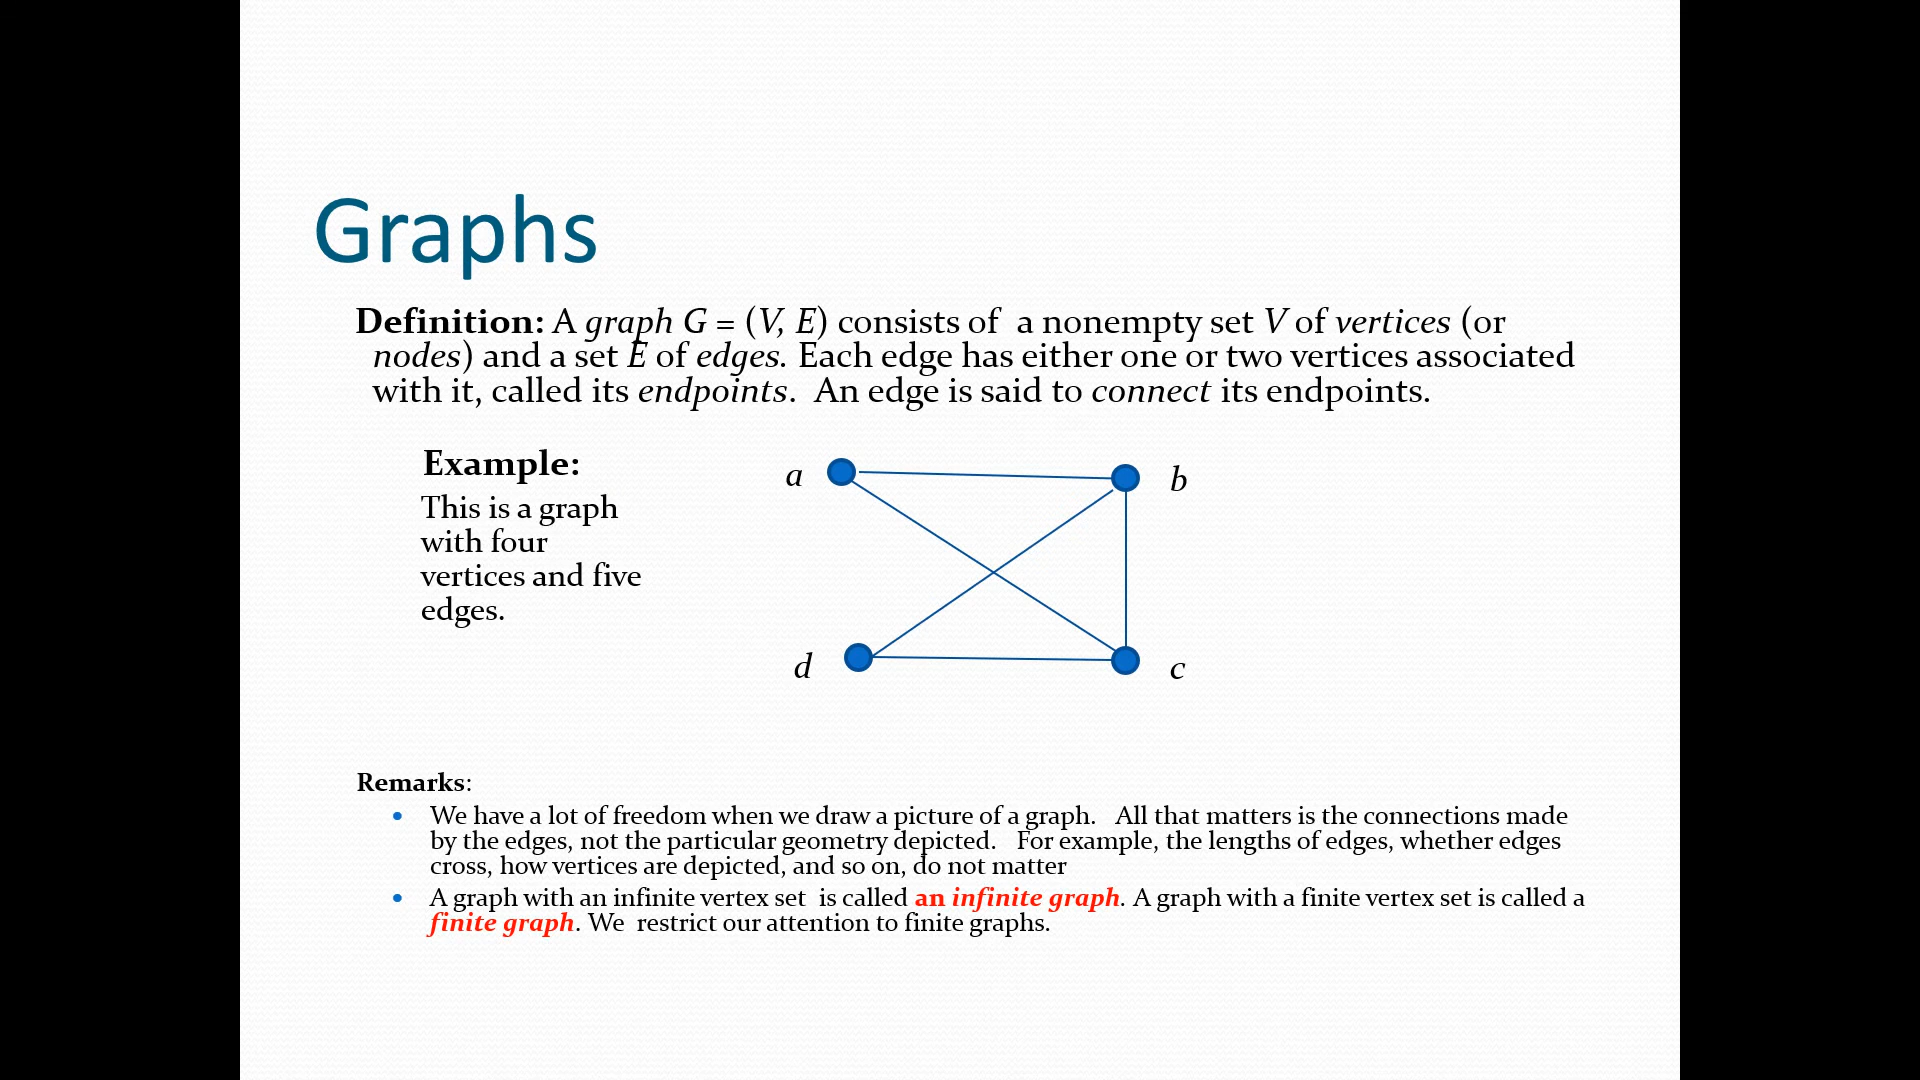 Graphs
Definition: A graph G = (V, E) consists of a nonempty set V of vertices (or
nodes) and a set E of edges. Each edge has either one or two vertices associated
with it, called its endpoints. An edge is said to connect its endpoints.
Example:
This is a graph
with four
vertices and five
edges.
a
b
d
c
Remarks:
• We have a lot of freedom when we draw a picture of a graph. All that matters is the connections made
by the edges, not the particular geometry depicted. For example, the lengths of edges, whether edges
cross, how vertices are depicted, and so on, do not matter
• A graph with an infinite vertex set is called an infinite graph. A graph with a finite vertex set is called a
finite graph. We restrict our attention to finite graphs.